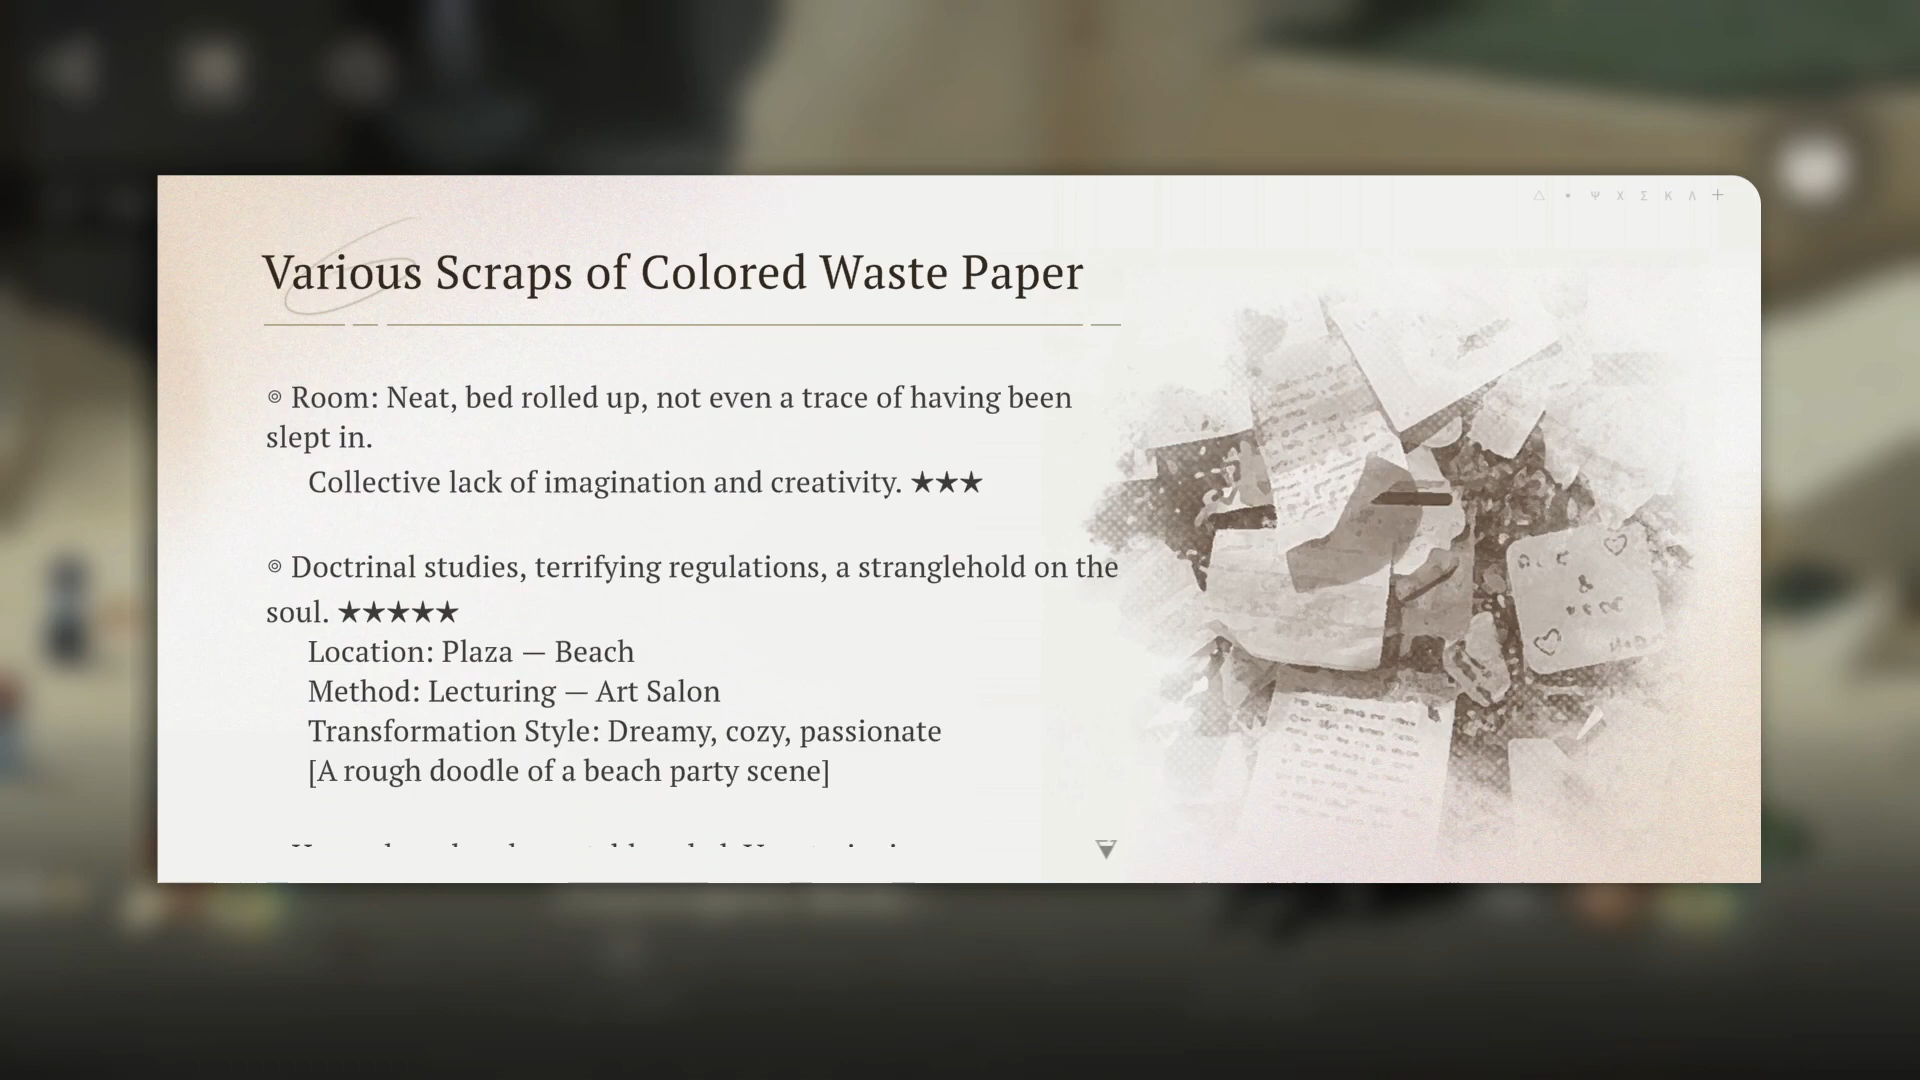 △ • Ψ X Σ K Λ +
Various Scraps of Colored Waste Paper
◎ Room: Neat, bed rolled up, not even a trace of having been
slept in.
Collective lack of imagination and creativity. ★★★
◎ Doctrinal studies, terrifying regulations, a stranglehold on the
soul. ★★★★★
Location: Plaza — Beach
Method: Lecturing — Art Salon
Transformation Style: Dreamy, cozy, passionate
[A rough doodle of a beach party scene]